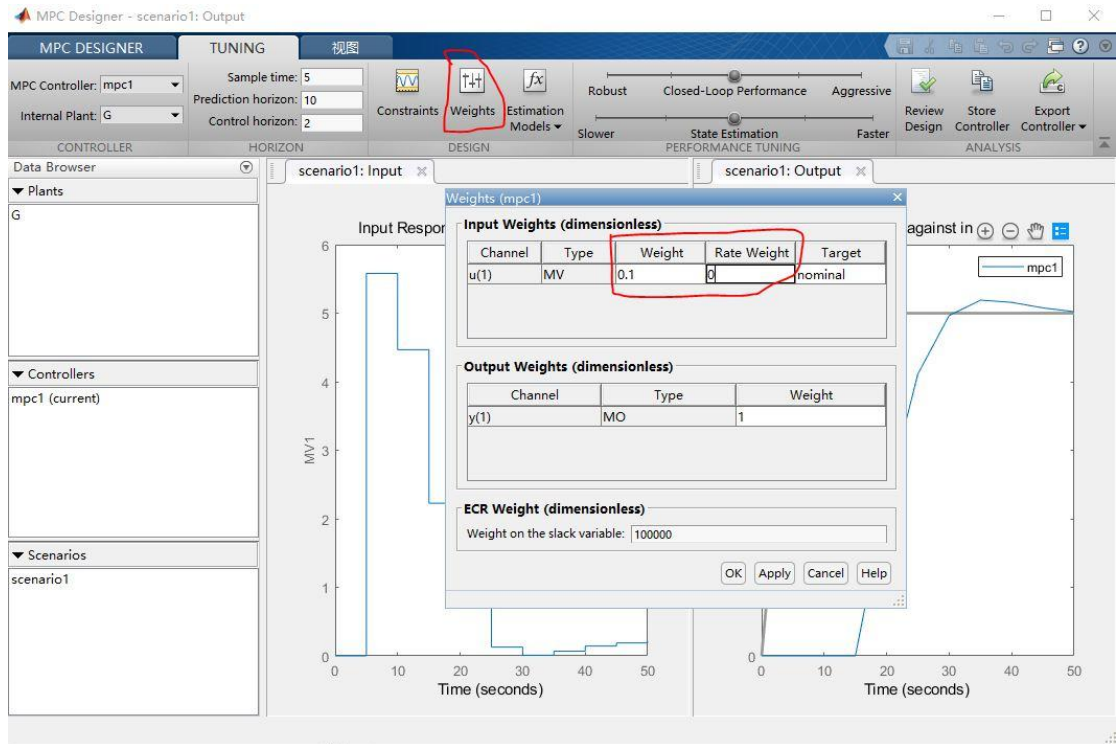 MPC Designer - scenario1: Output
MPC DESIGNER
TUNING
视图
MPC Controller: mpc1
Internal Plant: G
CONTROLLER
Sample time: 5
Prediction horizon: 10
Control horizon: 2
HORIZON
Constraints
Weights
Estimation
Models
DESIGN
Robust
Closed-Loop Performance
Aggressive
Slower
State Estimation
Faster
PERFORMANCE TUNING
Review
Design
Store
Controller
Export
Controller
ANALYSIS
Data Browser
Plants
G
Controllers
mpc1 (current)
Scenarios
scenario1
scenario1: Input
scenario1: Output
Input Respor
against in
6
5
4
3
2
1
0
MV1
0 10 20 30 40 50
Time (seconds)
mpc1
0
0 10 20 30 40 50
Time (seconds)
Weights (mpc1)
Input Weights (dimensionless)
Channel Type Weight Rate Weight Target
u(1) MV 0.1 0 nominal
Output Weights (dimensionless)
Channel Type Weight
y(1) MO 1
ECR Weight (dimensionless)
Weight on the slack variable: 100000
OK Apply Cancel Help